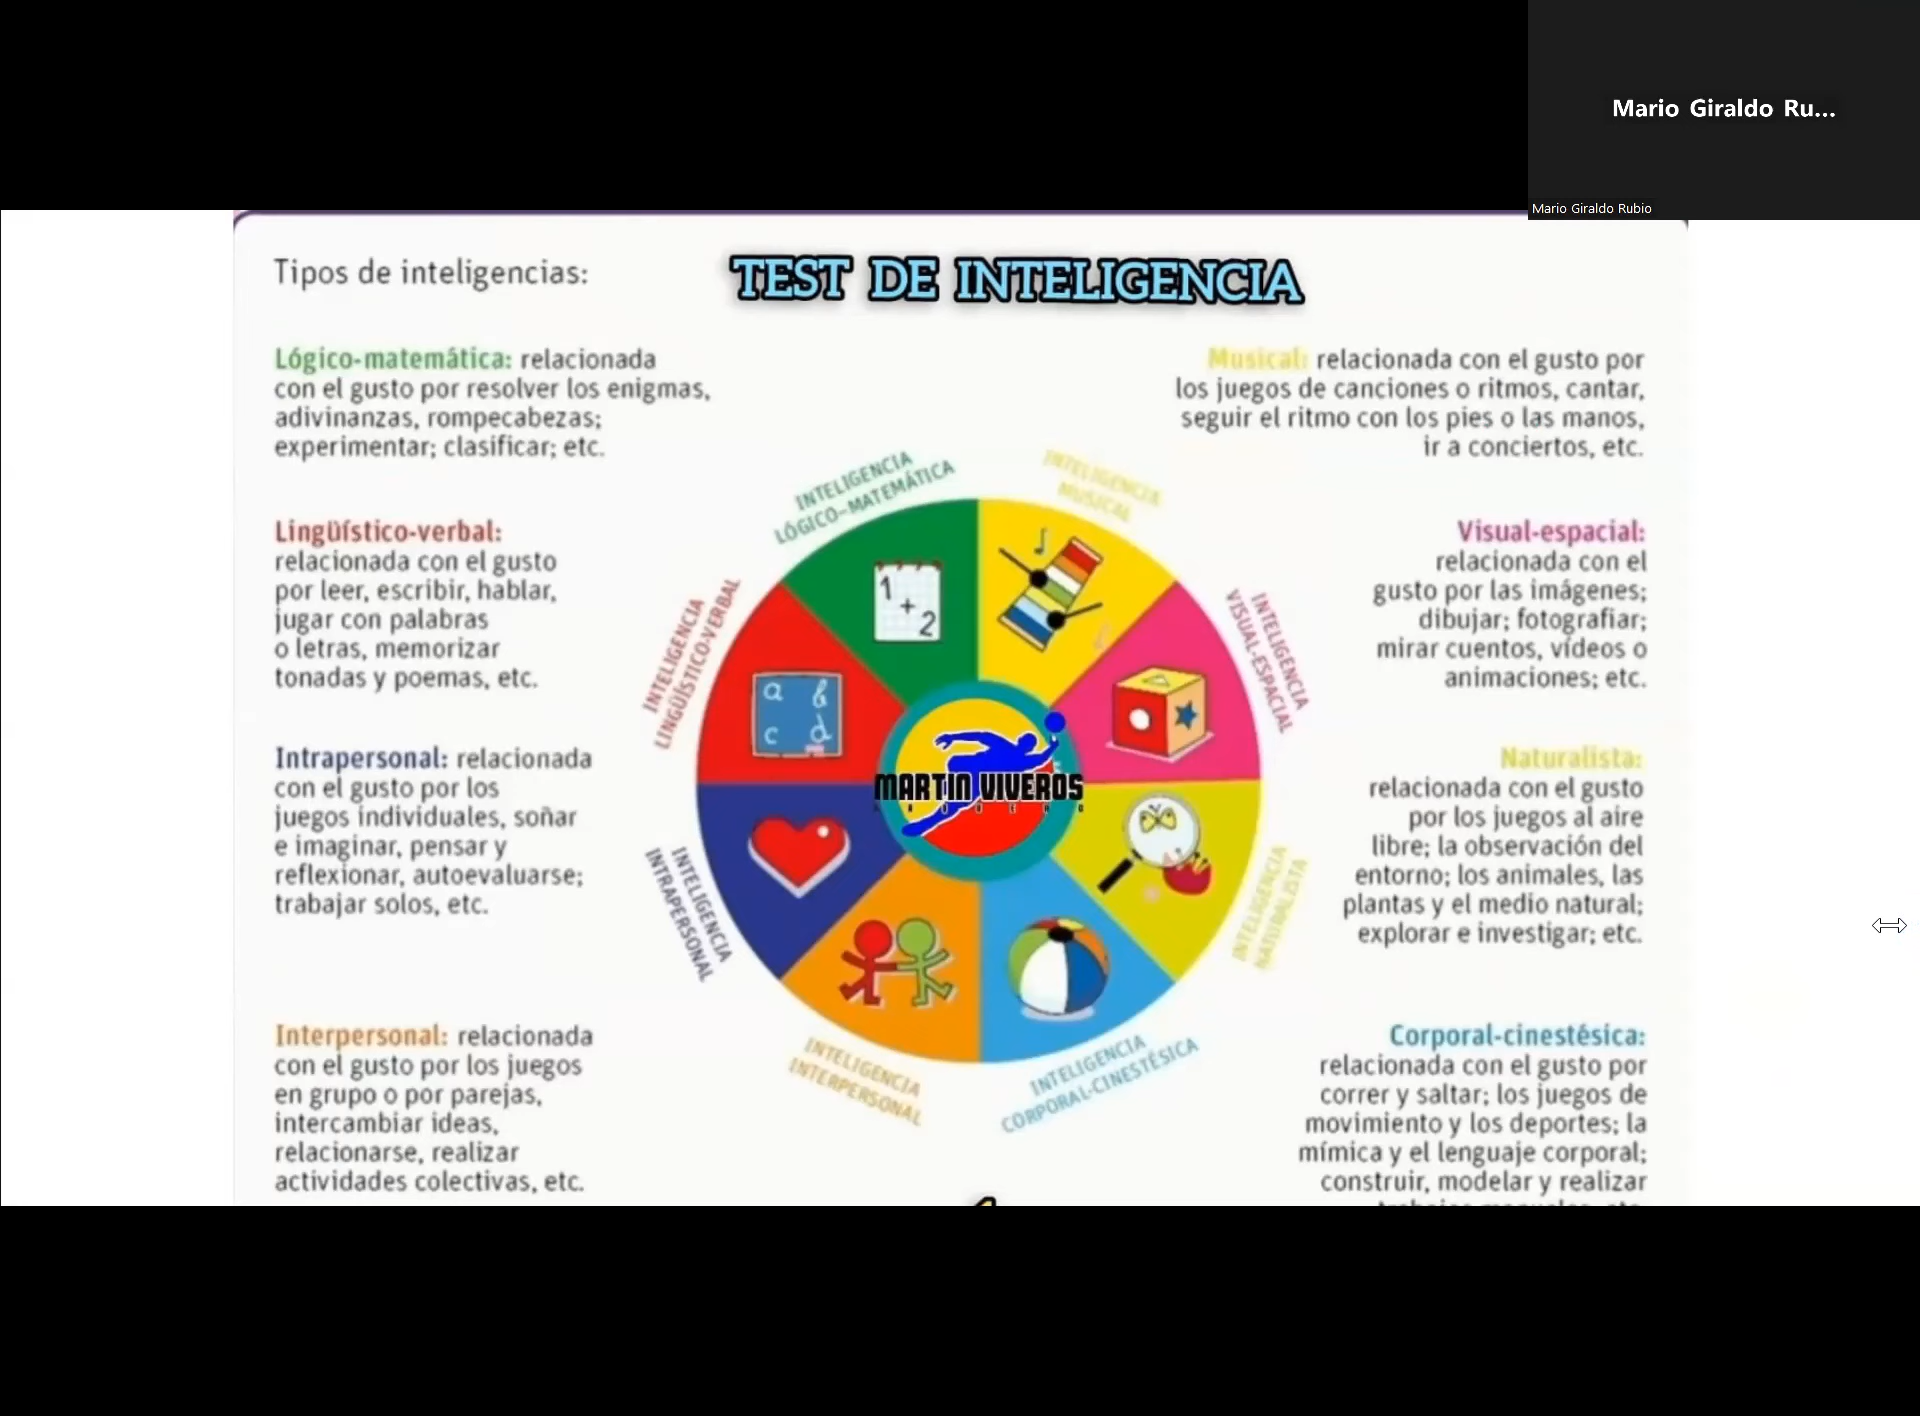 Mario Giraldo Ru...
Mario Giraldo Rubio
Tipos de inteligencias:
TEST DE INTELIGENCIA
Lógico-matemática: relacionada
con el gusto por resolver los enigmas,
adivinanzas, rompecabezas;
experimentar; clasificar; etc.
Lingüístico-verbal:
relacionada con el gusto
por leer, escribir, hablar,
jugar con palabras
o letras, memorizar
tonadas y poemas, etc.
Intrapersonal: relacionada
con el gusto por los
juegos individuales, soñar
e imaginar, pensar y
reflexionar, autoevaluarse;
trabajar solos, etc.
Interpersonal: relacionada
con el gusto por los juegos
en grupo o por parejas,
intercambiar ideas,
relacionarse, realizar
actividades colectivas, etc.
INTELIGENCIA
LÓGICO-MATEMÁTICA
INTELIGENCIA
MUSICAL
INTELIGENCIA
LINGÜÍSTICO-VERBAL
INTELIGENCIA
VISUAL-ESPACIAL
1
+
2
a b
c d
MARTIN VIVEROS
INTELIGENCIA
INTRAPERSONAL
INTELIGENCIA
NATURALISTA
INTELIGENCIA
INTERPERSONAL
INTELIGENCIA
CORPORAL-CINESTÉSICA
Musical: relacionada con el gusto por
los juegos de canciones o ritmos, cantar,
seguir el ritmo con los pies o las manos,
ir a conciertos, etc.
Visual-espacial:
relacionada con el
gusto por las imágenes;
dibujar; fotografiar;
mirar cuentos, vídeos o
animaciones; etc.
Naturalista:
relacionada con el gusto
por los juegos al aire
libre; la observación del
entorno; los animales, las
plantas y el medio natural;
explorar e investigar; etc.
Corporal-cinestésica:
relacionada con el gusto por
correr y saltar; los juegos de
movimiento y los deportes; la
mímica y el lenguaje corporal;
construir, modelar y realizar